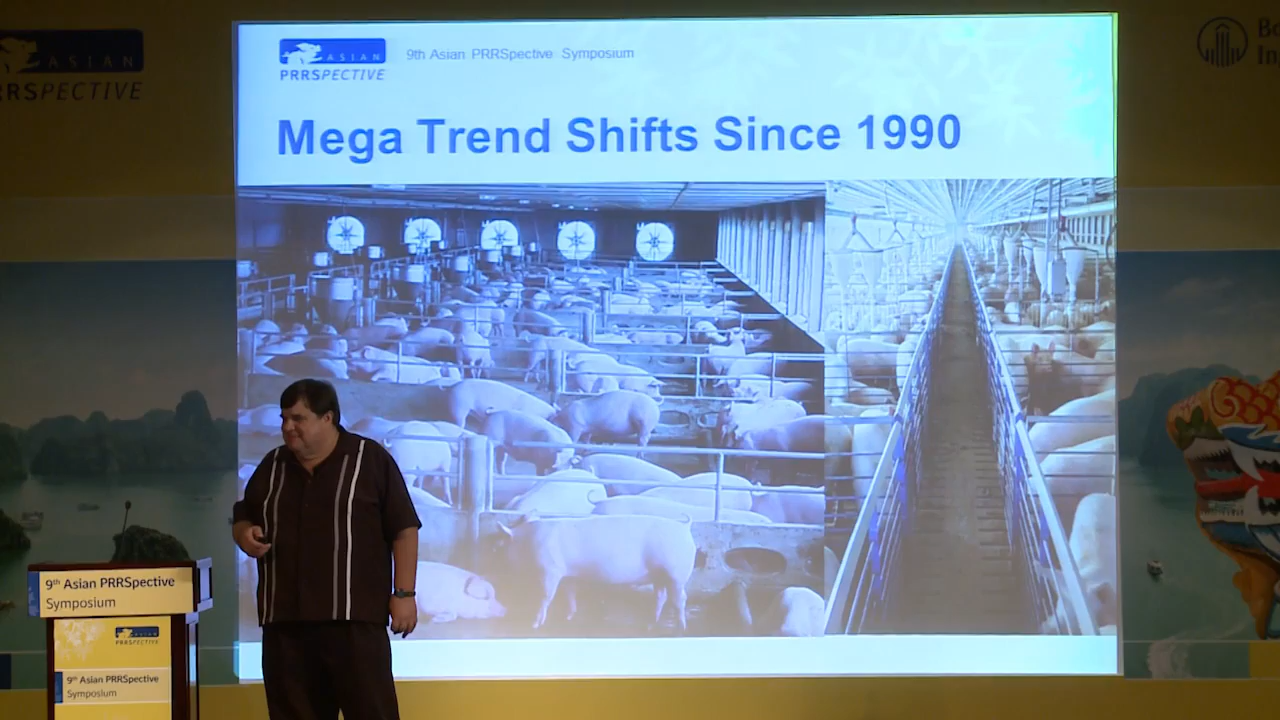 ASIAN
PRRSPECTIVE
9th Asian PRRSpective Symposium
Mega Trend Shifts Since 1990
ASIAN
RRSPECTIVE
9th Asian PRRSpective
Symposium
ASIAN
PRRSPECTIVE
9th Asian PRRSpective
Symposium